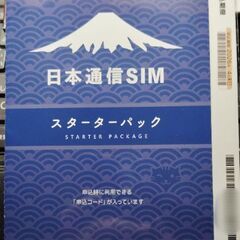 日本通信SIM
スターターパック
STARTER PACKAGE
申込時に利用できる
「申込コード」が入っています